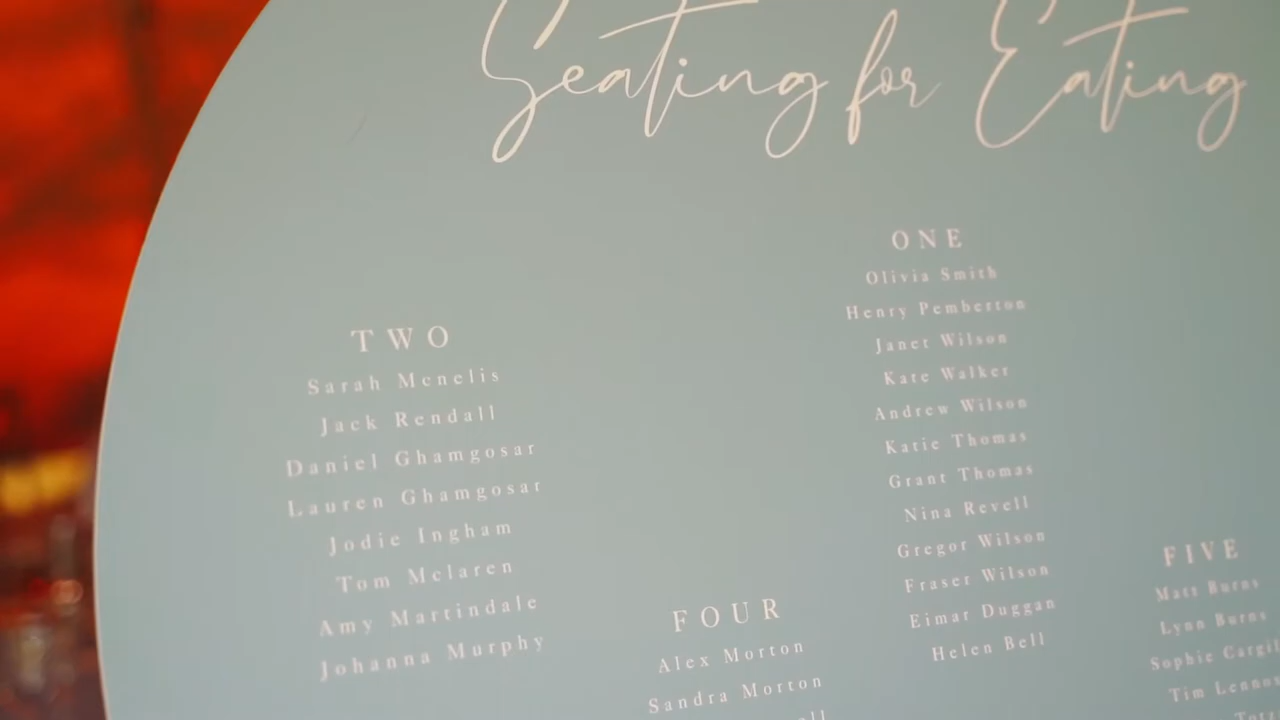 Seating for Eating
ONE
Olivia Smith
Henry Pemberton
Janet Wilson
Kate Walker
Andrew Wilson
Katie Thomas
Grant Thomas
Nina Revell
Gregor Wilson
Fraser Wilson
Eimar Duggan
Helen Bell
TWO
Sarah Mcnelis
Jack Rendall
Daniel Ghamgosar
Lauren Ghamgosar
Jodie Ingham
Tom Mclaren
Amy Martindale
Johanna Murphy
FOUR
Alex Morton
Sandra Morton
FIVE
Matt Burns
Lynn Burns
Sophie
Tim